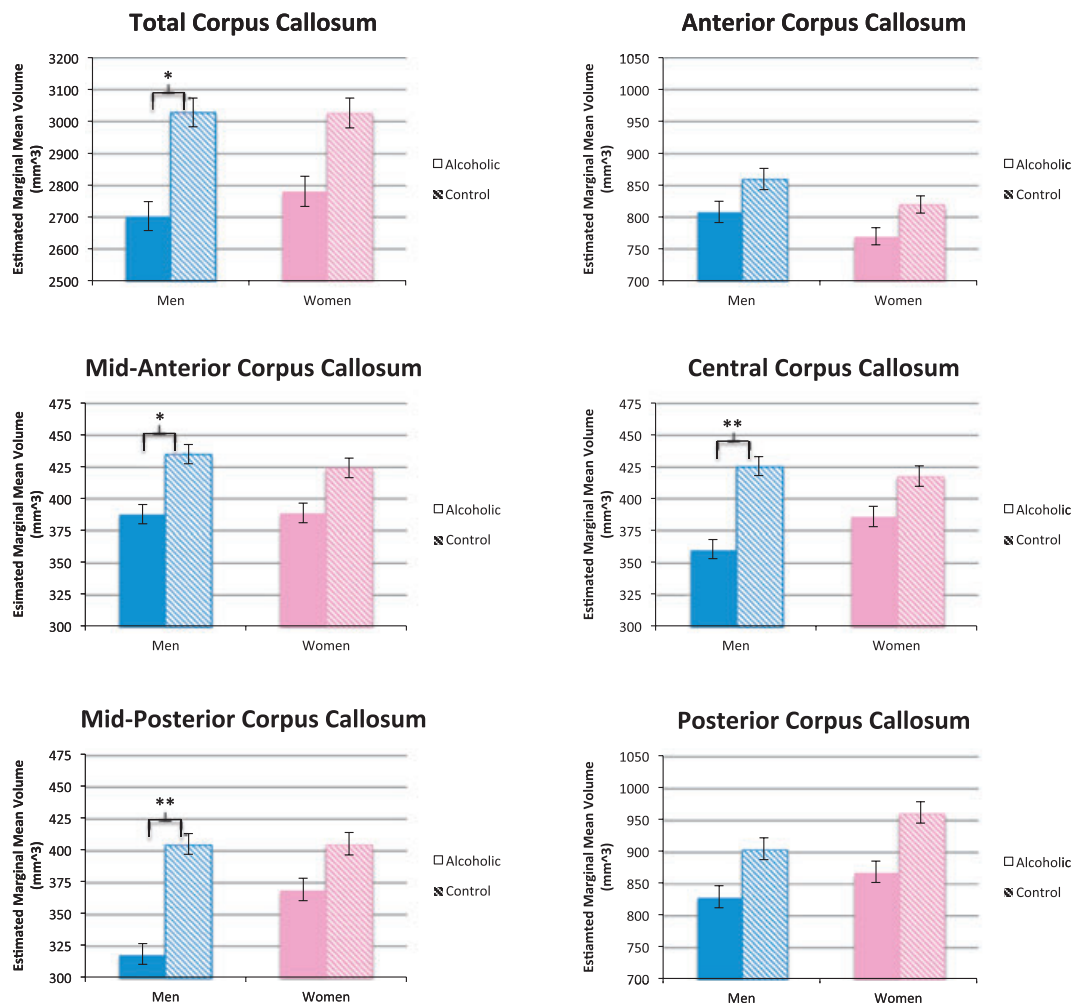 Total Corpus Callosum
Estimated Marginal Mean Volume
(mm^3)
3200
3100
3000
2900
2800
2700
2600
2500
*
Men
Women
Alcoholic
Control
Anterior Corpus Callosum
Estimated Marginal Mean Volume
(mm^3)
1050
1000
950
900
850
800
750
700
Men
Women
Alcoholic
Control
Mid-Anterior Corpus Callosum
Esimated Marginal Mean Volume
(mm^3)
475
450
425
400
375
350
325
300
*
Men
Women
Alcoholic
Control
Central Corpus Callosum
Estimated Marginal Mean Volume
(mm^3)
475
450
425
400
375
350
325
300
**
Men
Women
Alcoholic
Control
Mid-Posterior Corpus Callosum
Estimated Marginal Mean Volume
(mm^3)
475
450
425
400
375
350
325
300
**
Men
Women
Alcoholic
Control
Posterior Corpus Callosum
Estiamted Marginal Mean Volume
(mm^3)
1050
1000
950
900
850
800
750
700
Men
Women
Alcoholic
Control